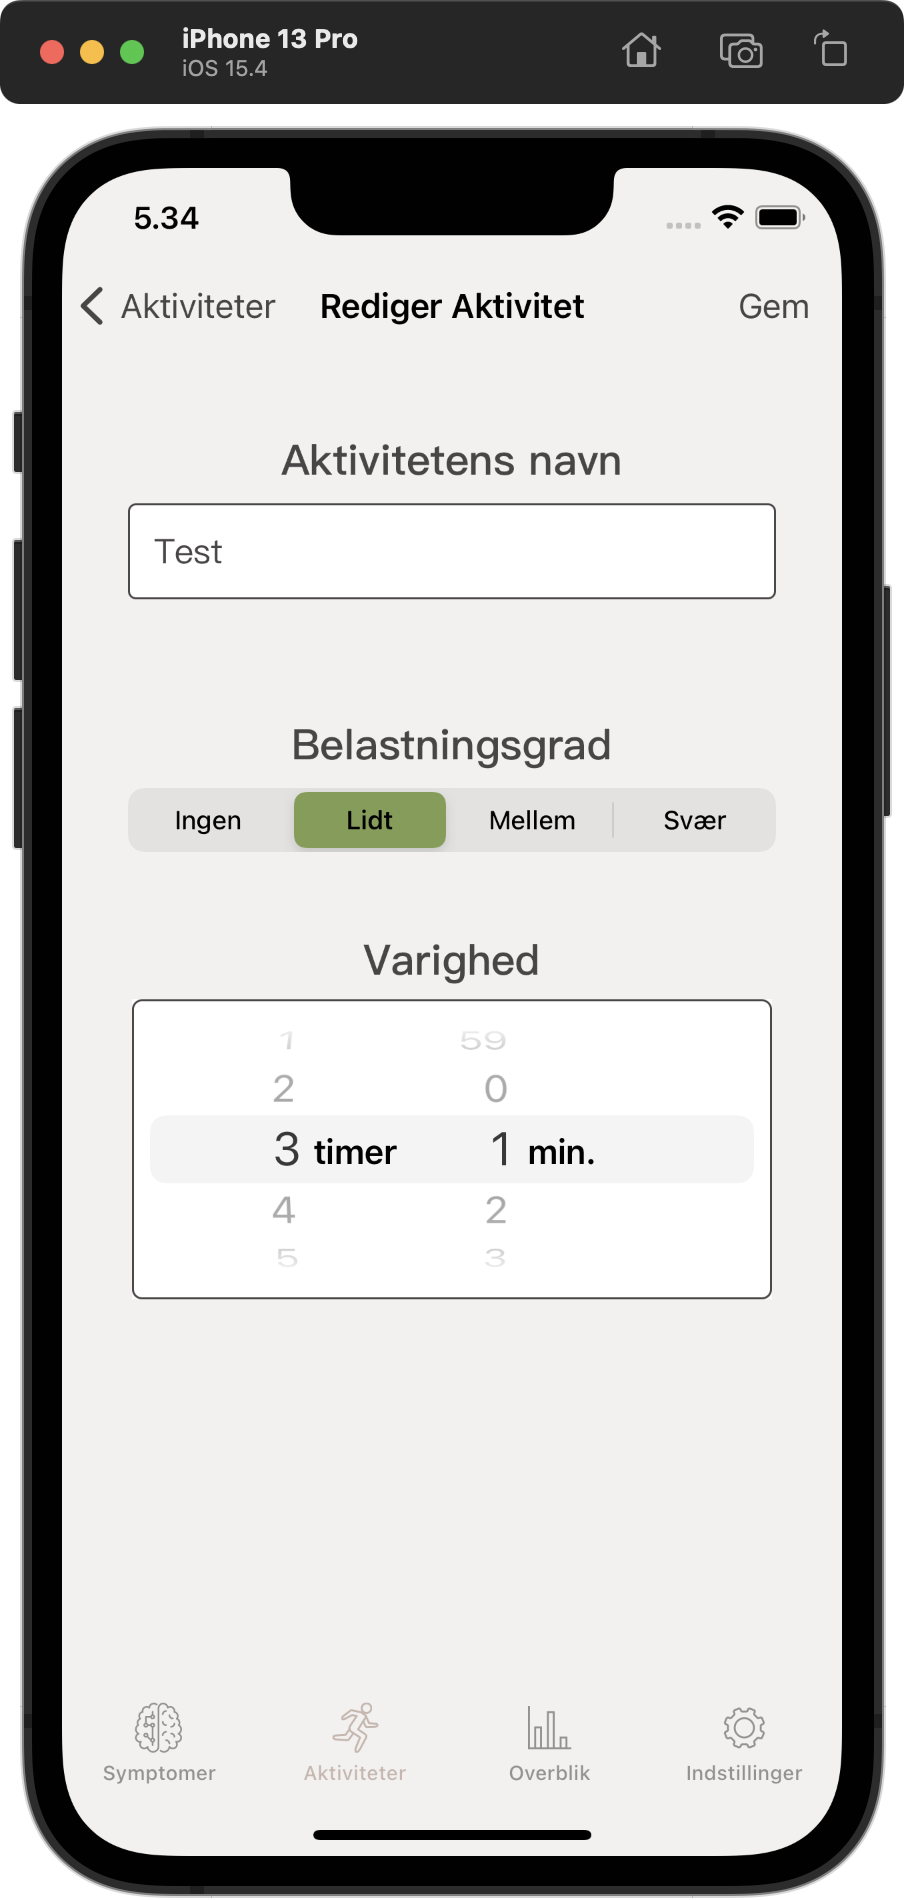 iPhone 13 Pro
iOS 15.4
5.34
Aktiviteter Rediger Aktivitet Gem
Aktivitetens navn
Test
Belastningsgrad
Ingen Lidt Mellem Svær
Varighed
1 59
2 0
3 timer 1 min.
4 2
5 3
Symptomer Aktiviteter Overblik Indstillinger